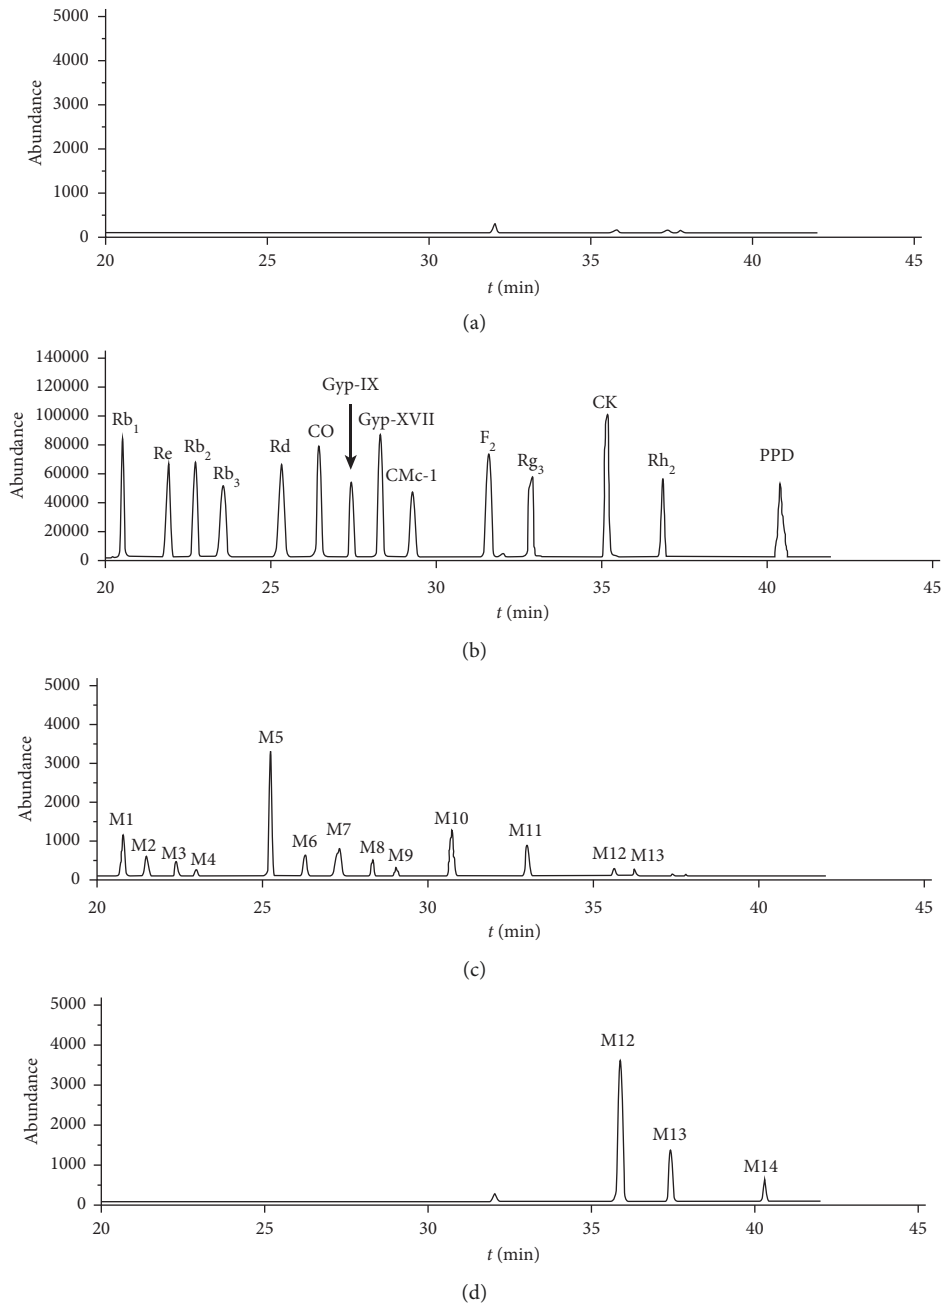 5000
4000
3000
2000
1000
0
Abundance
20 25 30 35 40 45
t (min)
(a)
140000
120000
100000
80000
60000
40000
20000
0
Abundance
Gyp-IX
Rb1 Re Rb2 Rb3 Rd CO Gyp-XVII CMc-1 F2 Rg3 CK Rh2 PPD
20 25 30 35 40 45
t (min)
(b)
5000
4000
3000
2000
1000
0
Abundance
M1 M2 M3 M4 M5 M6 M7 M8 M9 M10 M11 M12 M13
20 25 30 35 40 45
t (min)
(c)
5000
4000
3000
2000
1000
0
Abundance
M12
M13
M14
20 25 30 35 40 45
t (min)
(d)